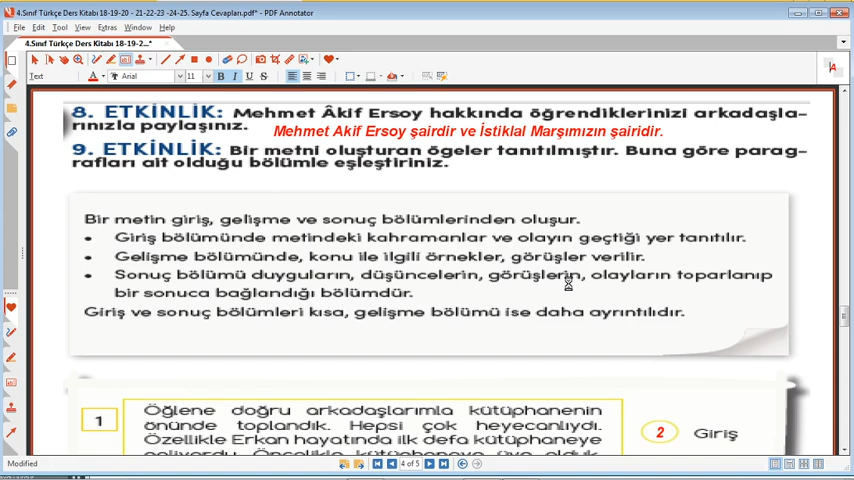 4.Sınıf Türkçe Ders Kitabı 18-19-20 - 21-22-23 -24-25. Sayfa Cevapları.pdf* - PDF Annotator
File Edit Tool View Extras Window Help
4.Sınıf Türkçe Ders Kitabı 18-19-2...*
Text Arial 11 B I U S
8. ETKİNLİK: Mehmet Âkif Ersoy hakkında öğrendiklerinizi arkadaşla-
rınızla paylaşınız. Mehmet Akif Ersoy şairdir ve İstiklal Marşımızın şairidir.
9. ETKİNLİK: Bir metni oluşturan ögeler tanıtılmıştır. Buna göre parag-
rafları ait olduğu bölümle eşleştiriniz.
Bir metin giriş, gelişme ve sonuç bölümlerinden oluşur.
• Giriş bölümünde metindeki kahramanlar ve olayın geçtiği yer tanıtılır.
• Gelişme bölümünde, konu ile ilgili örnekler, görüşler verilir.
• Sonuç bölümü duyguların, düşüncelerin, görüşlerin, olayların toparlanıp
bir sonuca bağlandığı bölümdür.
Giriş ve sonuç bölümleri kısa, gelişme bölümü ise daha ayrıntılıdır.
1
Öğlene doğru arkadaşlarımla kütüphanenin
önünde toplandık. Hepsi çok heyecanlıydı.
Özellikle Erkan hayatında ilk defa kütüphaneye
geliyordu. Öncelikle kütüphaneye üye olduk.
2 Giriş
Modified
4 of 5